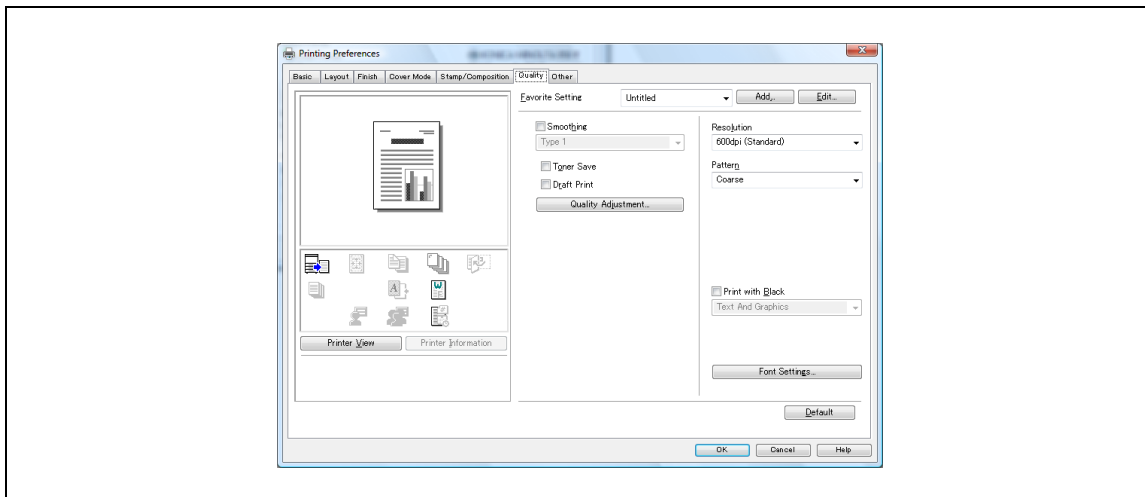 Printing Preferences
Basic Layout Finish Cover Mode Stamp/Composition Quality Other
Favorite Setting Untitled Add... Edit...
Smoothing
Type 1
Toner Save
Draft Print
Quality Adjustment...
Resolution
600dpi (Standard)
Pattern
Coarse
Print with Black
Text And Graphics
Printer View Printer Information
Font Settings...
Default
OK Cancel Help